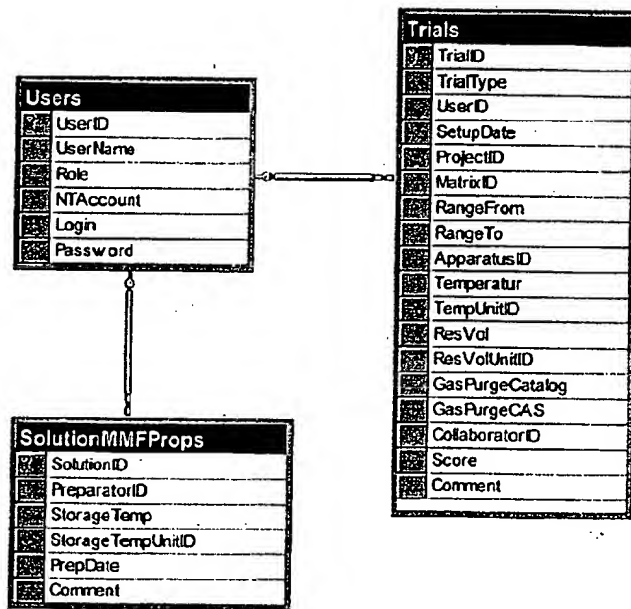 Users
UserID
UserName
Role
NTAccount
Login
Password
SolutionMMFProps
SolutionID
PreparatorID
StorageTemp
StorageTempUnitID
PrepDate
Comment
Trials
TrialID
TrialType
UserID
SetupDate
ProjectID
MatrixID
RangeFrom
RangeTo
ApparatusID
Temperatur
TempUnitID
ResVol
ResVolUnitID
GasPurgeCatalog
GasPurgeCAS
CollaboratorID
Score
Comment